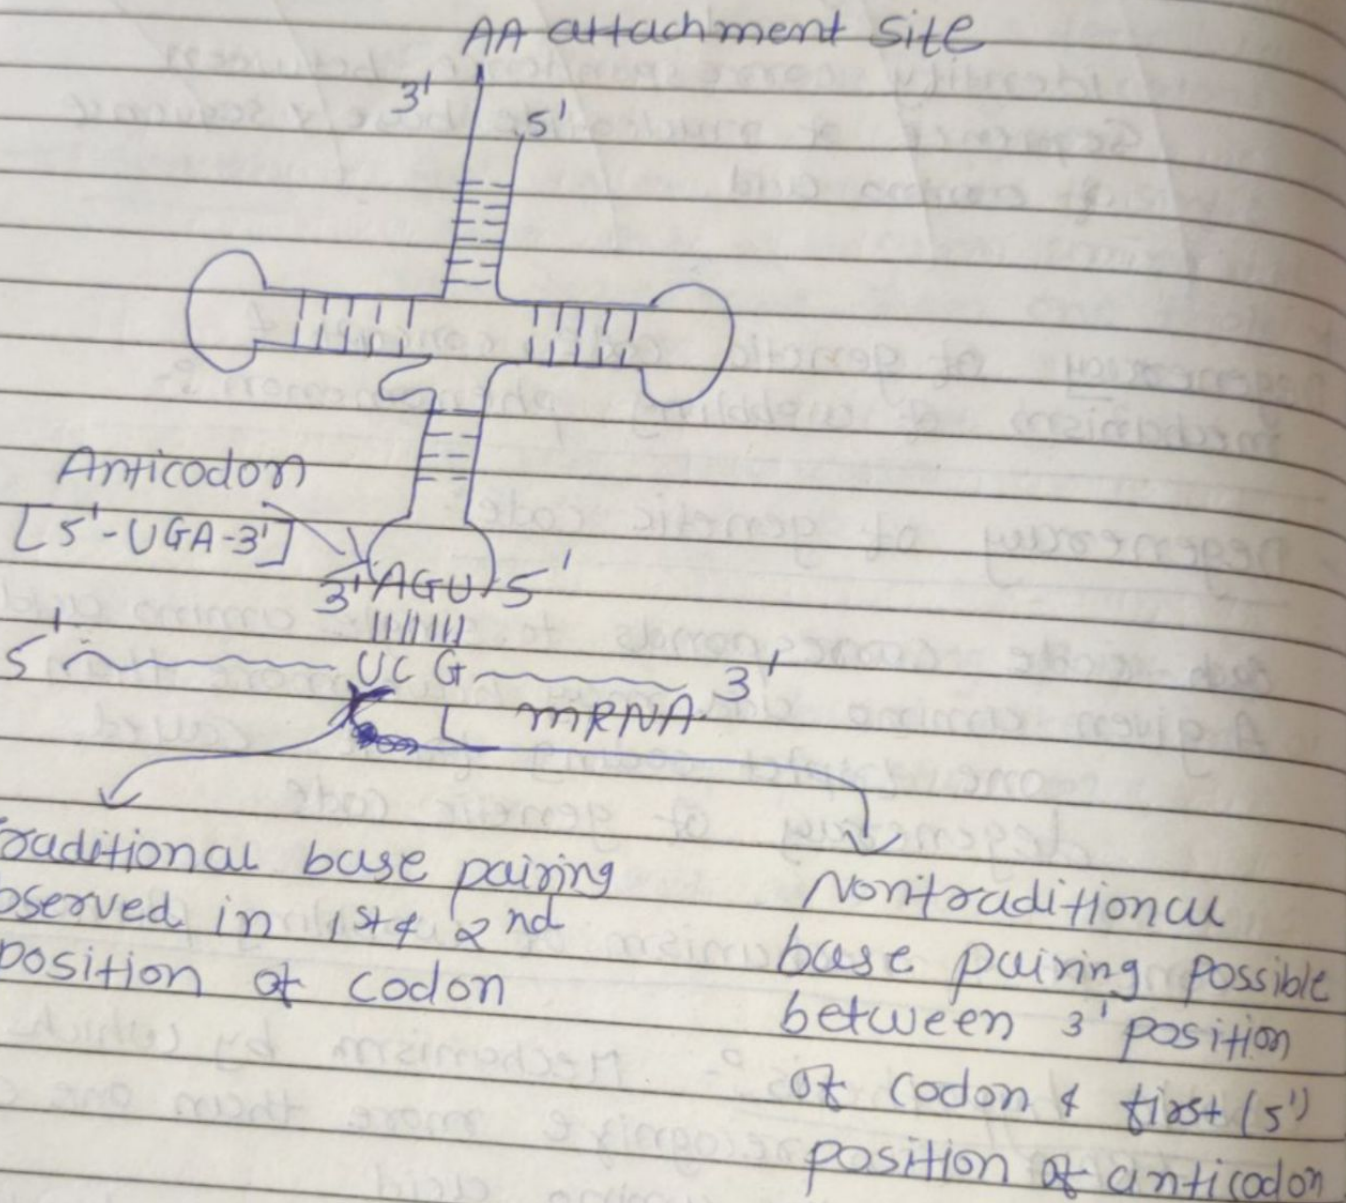 AA attachment site
3'
5'
Anticodon
[5'-UGA-3']
3' AGU 5'
5' UCG 3'
mRNA
raditional base pairing
bserved in 1st & 2nd
position of codon
Nontraditional
base pairing possible
between 3' position
of codon & first (5')
position of anticodon